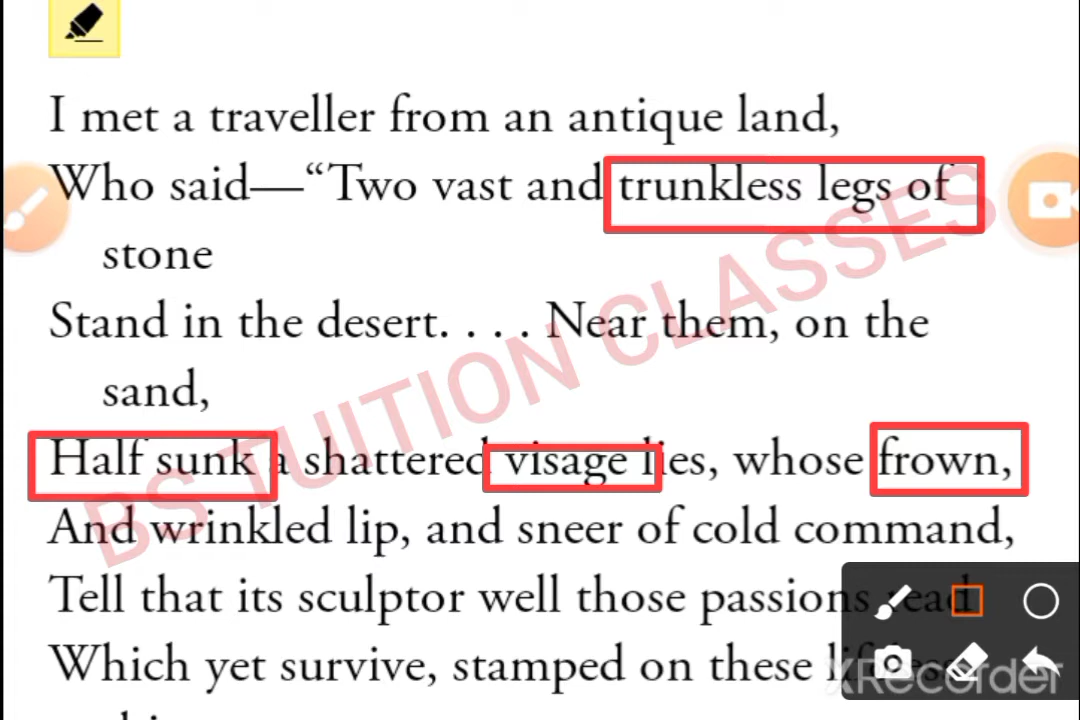 I met a traveller from an antique land,
Who said—“Two vast and trunkless legs of
stone
Stand in the desert. . . . Near them, on the
sand,
Half sunk a shattered visage lies, whose frown,
And wrinkled lip, and sneer of cold command,
Tell that its sculptor well those passions read
Which yet survive, stamped on these
BS TUITION CLASSES
XRecorder